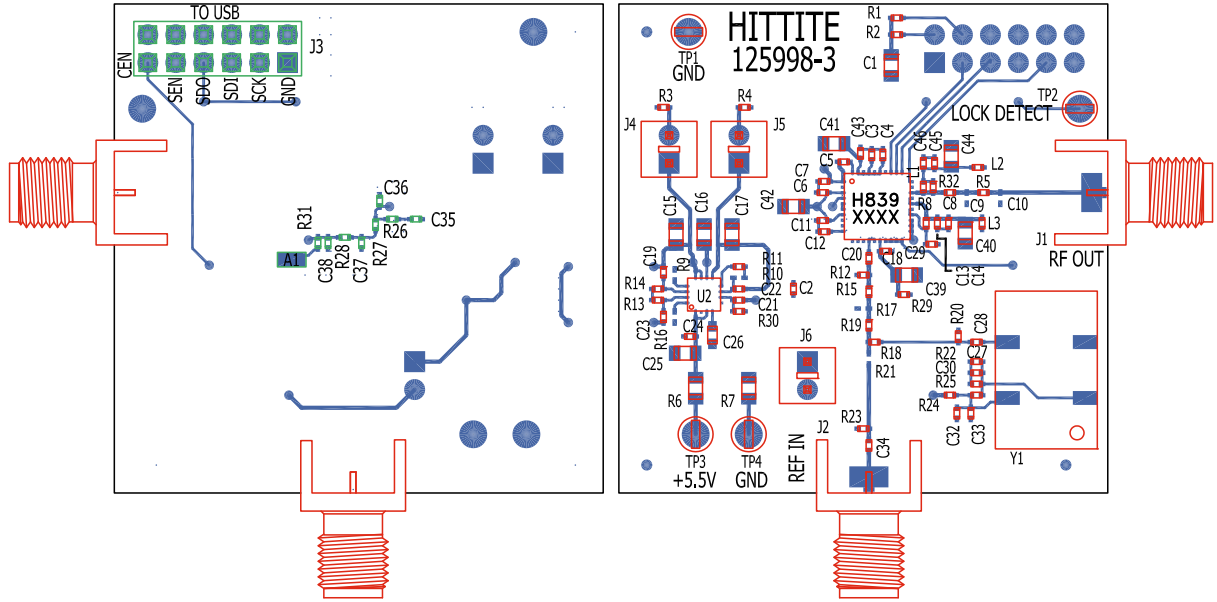 TO USB
J3
CEN
SEN
SDO
SDI
SCK
GND
C36
R31
R26
C35
A1
C38
R28
C37
R27
HITTITE
125998-3
TP1
GND
R1
R2
C1
TP2
LOCK DETECT
R3
R4
J4
J5
C41
C43
C3
C4
C46
C45
C44
C5
L1
L2
C7
C6
R32
R5
C42
H839
XXXX
R8
C8
C9
C10
C15
C16
C17
C11
C12
L3
C40
J1
RF OUT
C19
R9
R11
R10
C20
C18
C29
C13
C14
R14
R13
U2
C22
C21
R30
C2
R12
R15
C39
R29
R17
C23
R16
C24
C26
C25
J6
R19
R18
R20
C28
R22
C27
C30
R25
R21
R24
R6
R7
R23
J2
C32
C33
C34
REF IN
TP3
+5.5V
TP4
GND
Y1